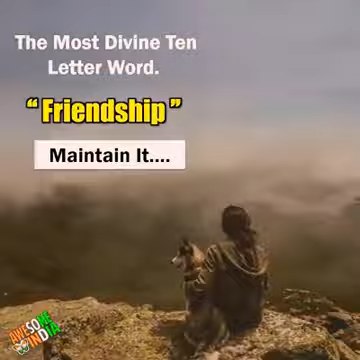 The Most Divine Ten
Letter Word.
“Friendship”
Maintain It....
AWESOME
INDIA